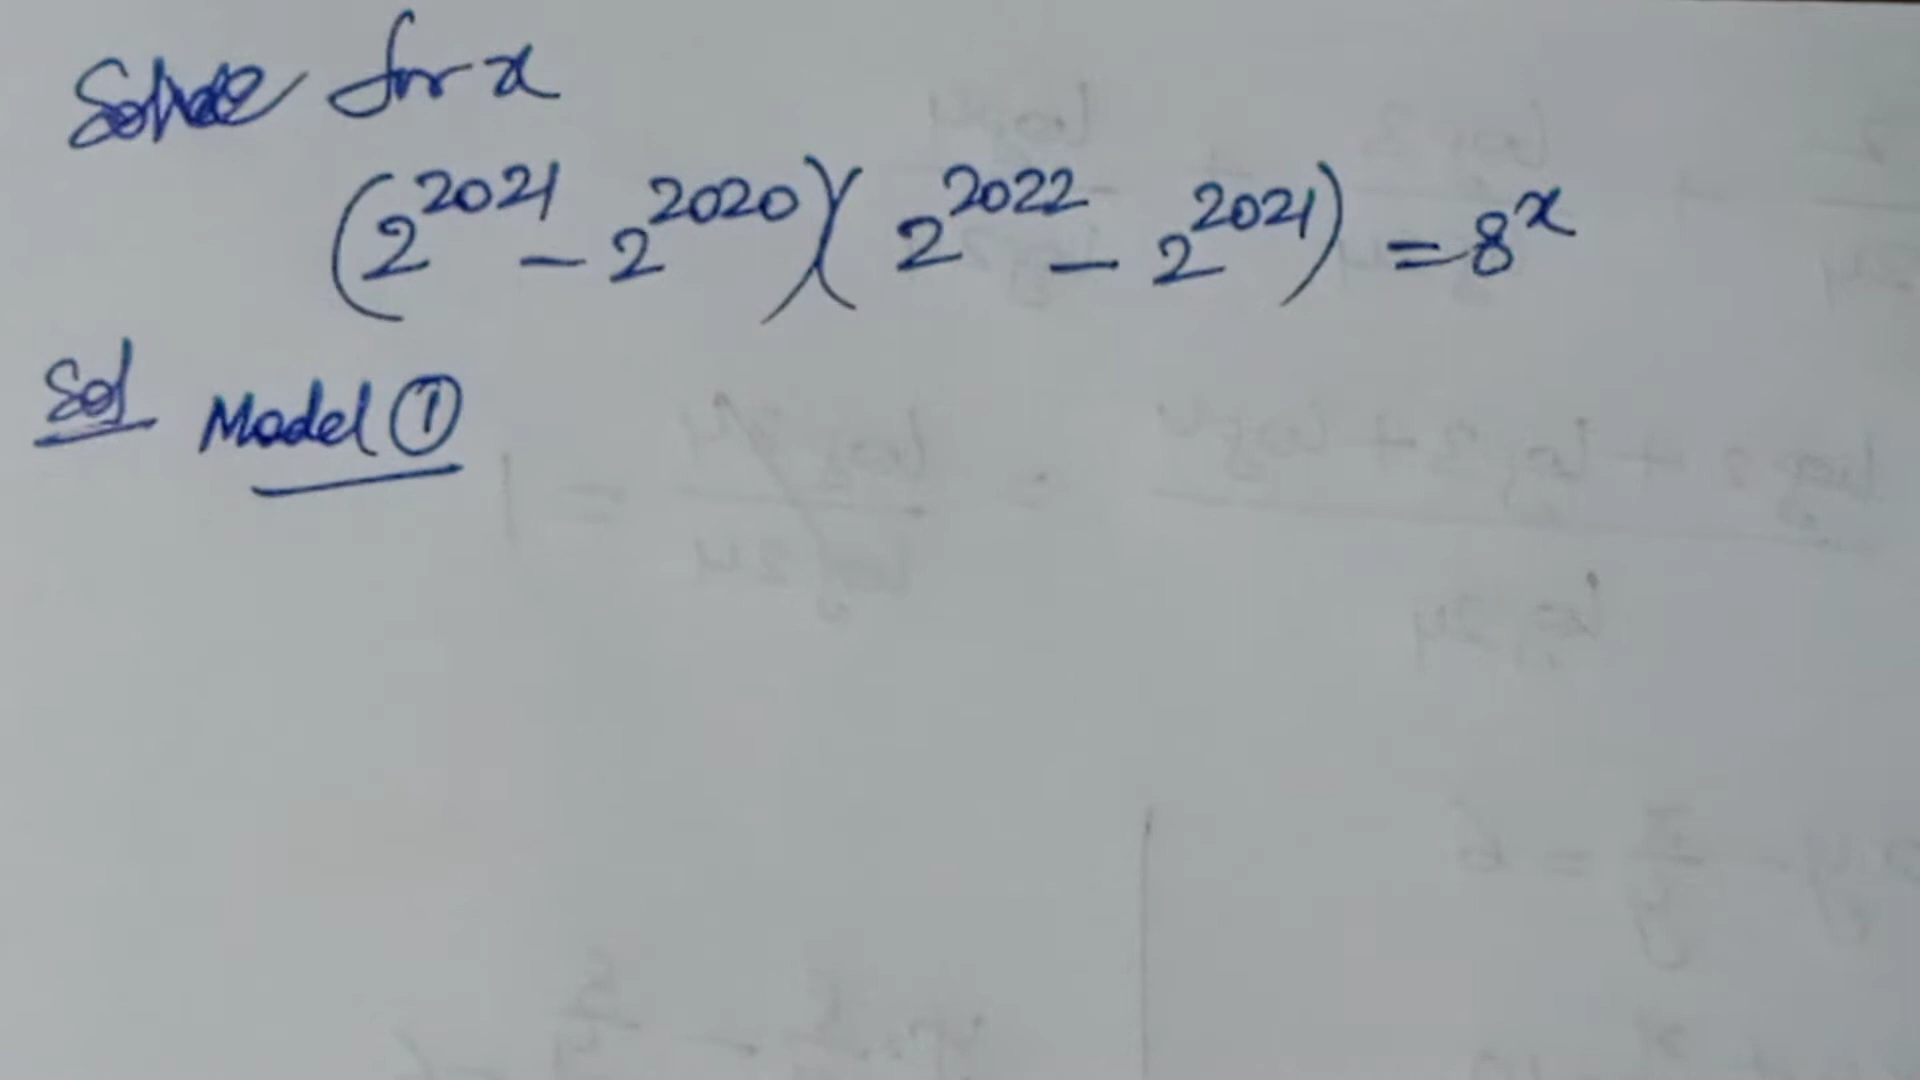 Solve for x
(2^2021 - 2^2020)(2^2022 - 2^2021) = 8^x
Sol Model ①